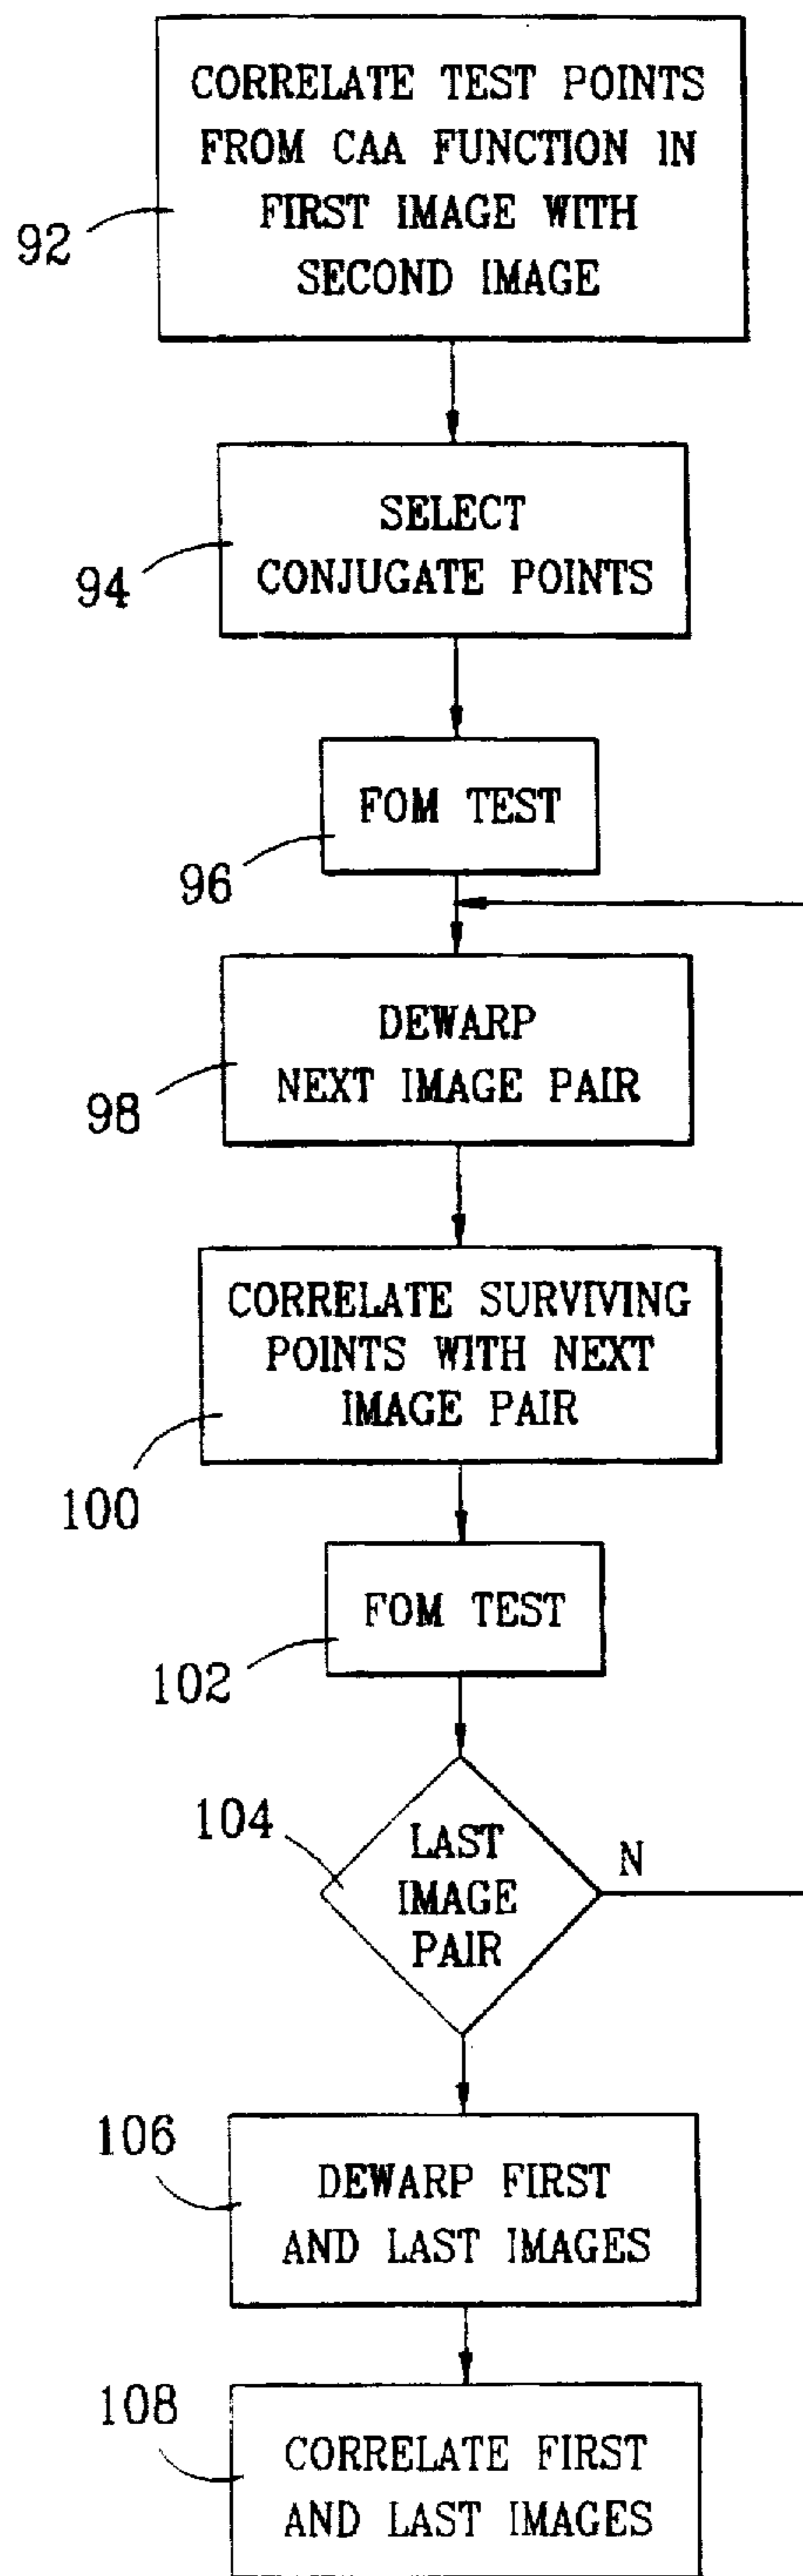 CORRELATE TEST POINTS
FROM CAA FUNCTION IN
FIRST IMAGE WITH
SECOND IMAGE
92
SELECT
CONJUGATE POINTS
94
FOM TEST
96
DEWARP
NEXT IMAGE PAIR
98
CORRELATE SURVIVING
POINTS WITH NEXT
IMAGE PAIR
100
FOM TEST
102
104
LAST
IMAGE
PAIR
N
106
DEWARP FIRST
AND LAST IMAGES
108
CORRELATE FIRST
AND LAST IMAGES